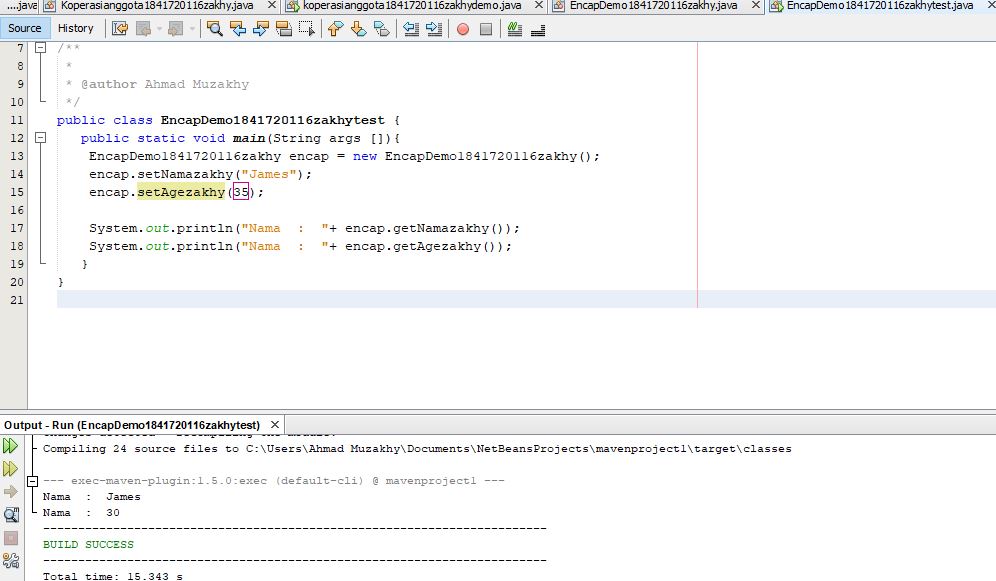 ...java Koperasianggota1841720116zakhy.java koperasianggota1841720116zakhydemo.java EncapDemo1841720116zakhy.java EncapDemo1841720116zakhytest.java
Source History
7 /**
8 *
9 * @author Ahmad Muzakhy
10 */
11 public class EncapDemo1841720116zakhytest {
12 public static void main(String args []){
13 EncapDemo1841720116zakhy encap = new EncapDemo1841720116zakhy();
14 encap.setNamazakhy("James");
15 encap.setAgezakhy(35);
16
17 System.out.println("Nama  :  "+ encap.getNamazakhy());
18 System.out.println("Nama  :  "+ encap.getAgezakhy());
19 }
20 }
21
Output - Run (EncapDemo1841720116zakhytest)
Compiling 24 source files to C:\Users\Ahmad Muzakhy\Documents\NetBeansProjects\mavenproject1\target\classes
--- exec-maven-plugin:1.5.0:exec (default-cli) @ mavenproject1 ---
Nama  :  James
Nama  :  30
------------------------------------------------------------------------
BUILD SUCCESS
------------------------------------------------------------------------
Total time: 15.343 s